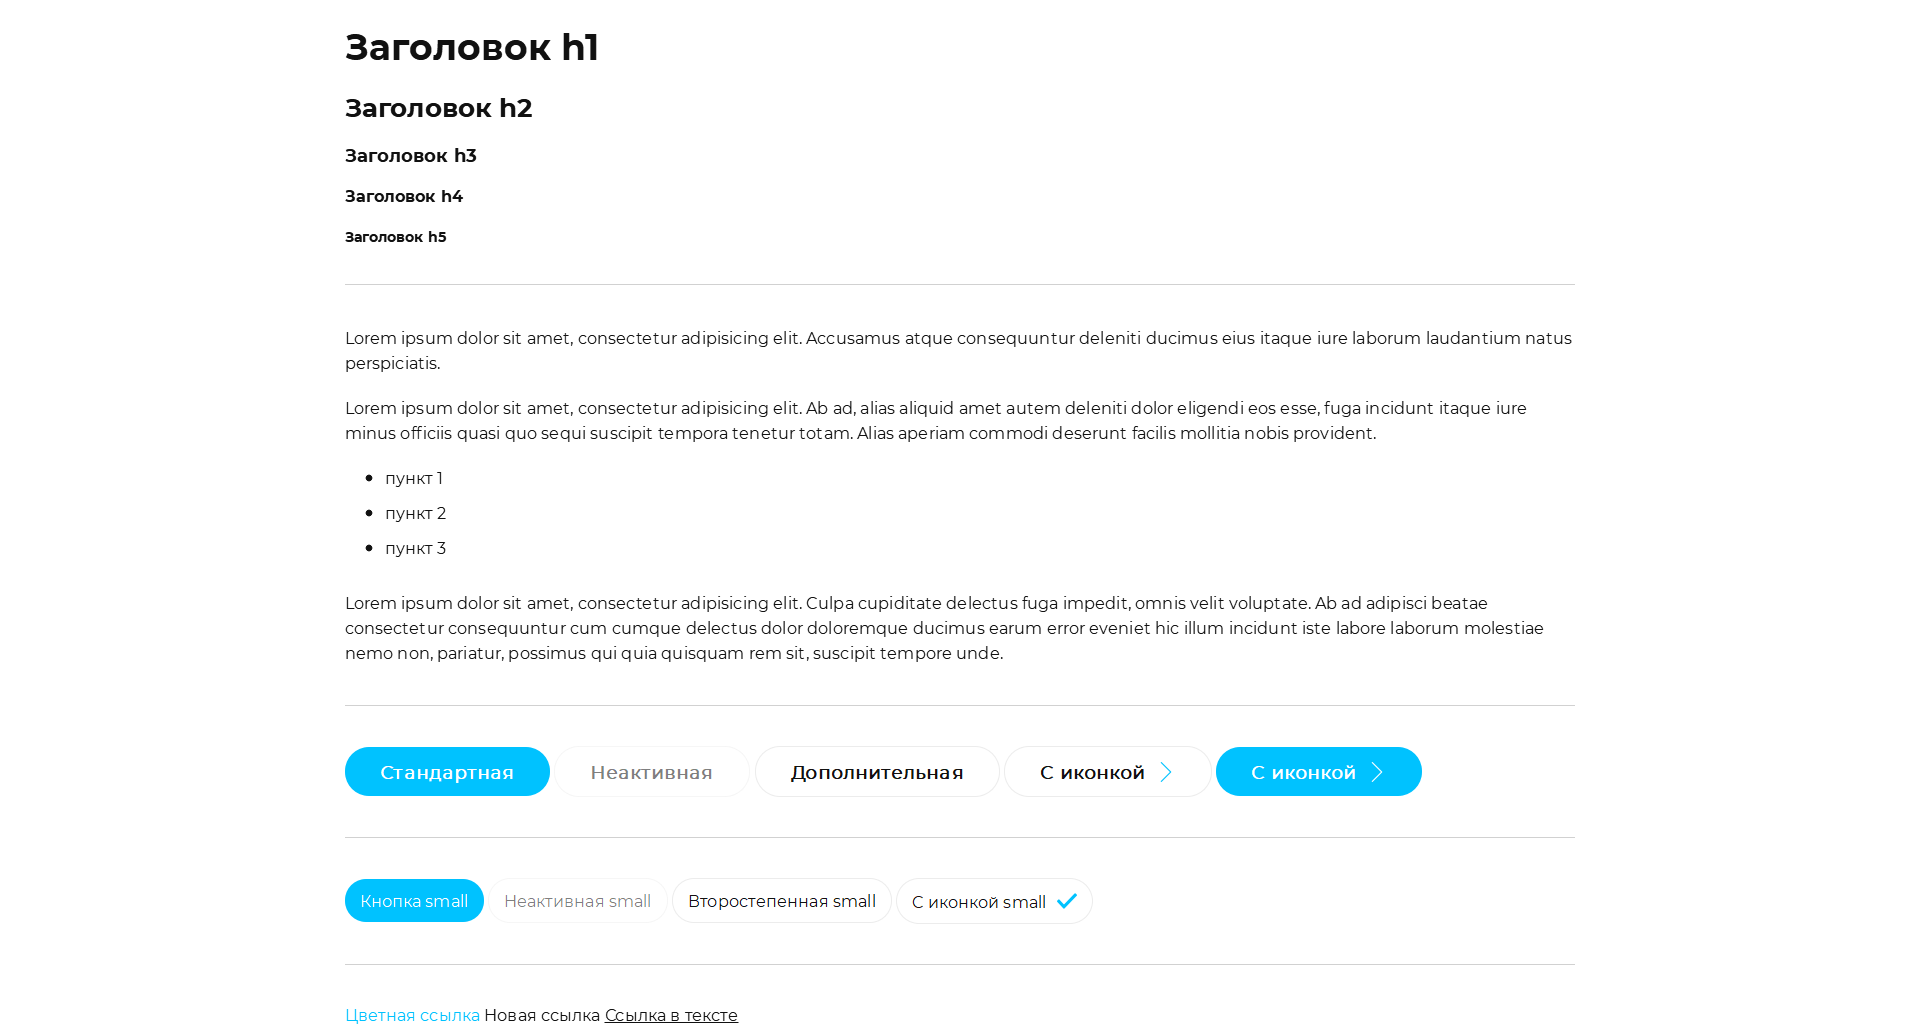 Заголовок h1
Заголовок h2
Заголовок h3
Заголовок h4
Заголовок h5
Lorem ipsum dolor sit amet, consectetur adipisicing elit. Accusamus atque consequuntur deleniti ducimus eius itaque iure laborum laudantium natus
perspiciatis.
Lorem ipsum dolor sit amet, consectetur adipisicing elit. Ab ad, alias aliquid amet autem deleniti dolor eligendi eos esse, fuga incidunt itaque iure
minus officiis quasi quo sequi suscipit tempora tenetur totam. Alias aperiam commodi deserunt facilis mollitia nobis provident.
• пункт 1
• пункт 2
• пункт 3
Lorem ipsum dolor sit amet, consectetur adipisicing elit. Culpa cupiditate delectus fuga impedit, omnis velit voluptate. Ab ad adipisci beatae
consectetur consequuntur cum cumque delectus dolor doloremque ducimus earum error eveniet hic illum incidunt iste labore laborum molestiae
nemo non, pariatur, possimus qui quia quisquam rem sit, suscipit tempore unde.
Стандартная Неактивная Дополнительная С иконкой С иконкой
Кнопка small Неактивная small Второстепенная small С иконкой small
Цветная ссылка Новая ссылка Ссылка в тексте